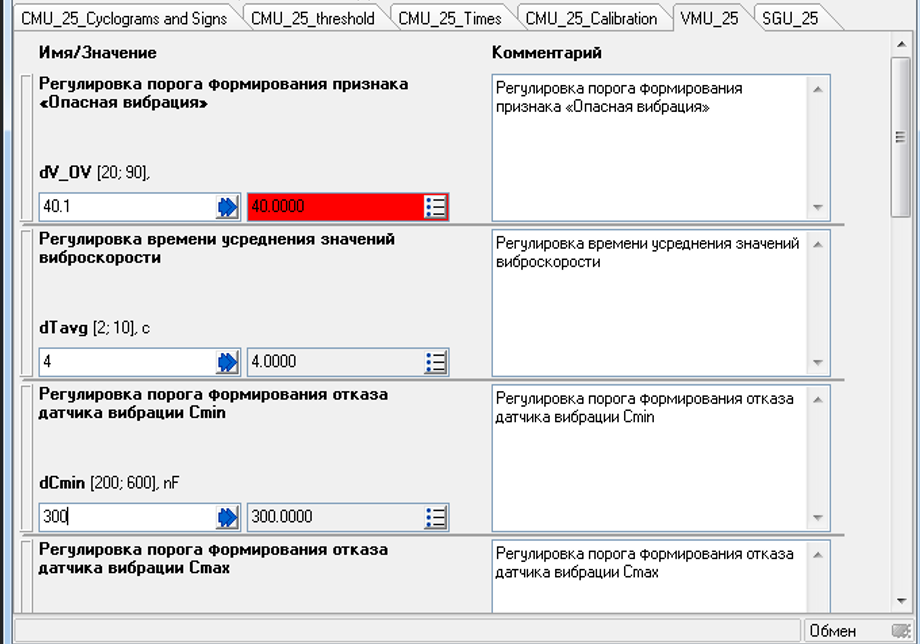 CMU_25_Cyclograms and Signs CMU_25_threshold CMU_25_Times CMU_25_Calibration VMU_25 SGU_25
Имя/Значение Комментарий
Регулировка порога формирования признака
«Опасная вибрация»
Регулировка порога формирования
признака «Опасная вибрация»
dV_OV [20; 90],
40.1 40.0000
Регулировка времени усреднения значений
виброскорости
Регулировка времени усреднения значений
виброскорости
dTavg [2; 10], с
4 4.0000
Регулировка порога формирования отказа
датчика вибрации Cmin
Регулировка порога формирования отказа
датчика вибрации Cmin
dCmin [200; 600], nF
300 300.0000
Регулировка порога формирования отказа
датчика вибрации Cmax
Регулировка порога формирования отказа
датчика вибрации Cmax
Обмен